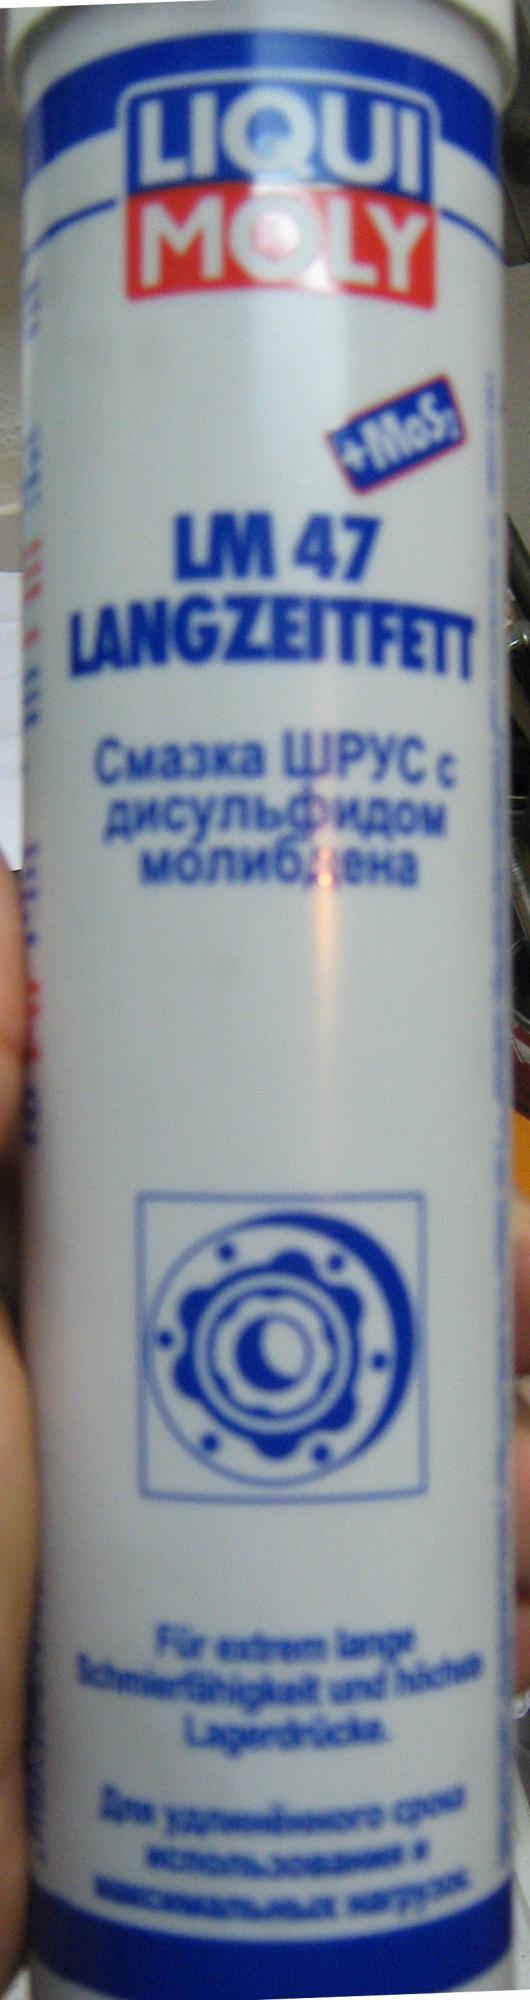 LIQUI
MOLY
+MoS₂
LM 47
LANGZEITFETT
Смазка ШРУС с
дисульфидом
молибдена
Für extrem lange
Schmierfähigkeit und höchste
Lagerdrücke.
Для удлинённого срока
использования и
максимальных нагрузок